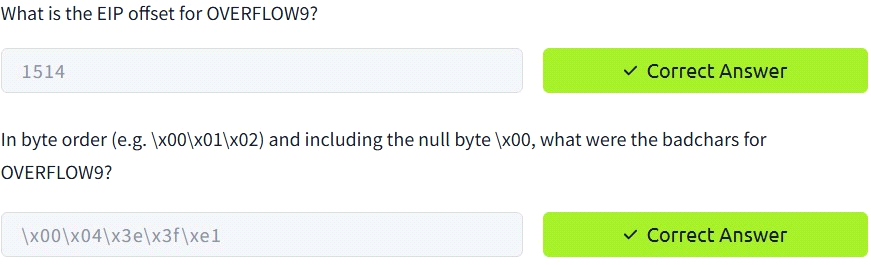 What is the EIP offset for OVERFLOW9?
1514
✓ Correct Answer
In byte order (e.g. \x00\x01\x02) and including the null byte \x00, what were the badchars for
OVERFLOW9?
\x00\x04\x3e\x3f\xe1
✓ Correct Answer